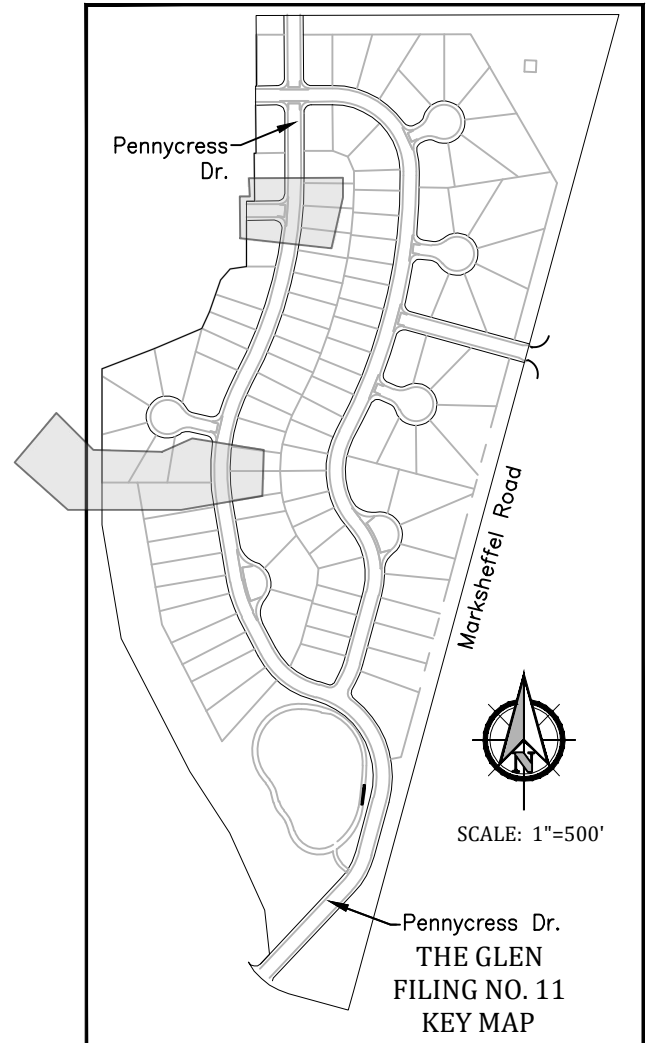 Pennycress
Dr.
Marksheffel Road
N
SCALE: 1"=500'
Pennycress Dr.
THE GLEN
FILING NO. 11
KEY MAP